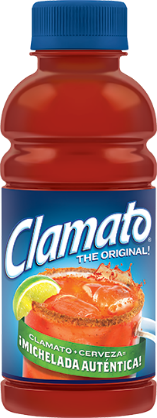 Clamato®
THE ORIGINAL!
CLAMATO + CERVEZA =
¡MICHELADA AUTÉNTICA!